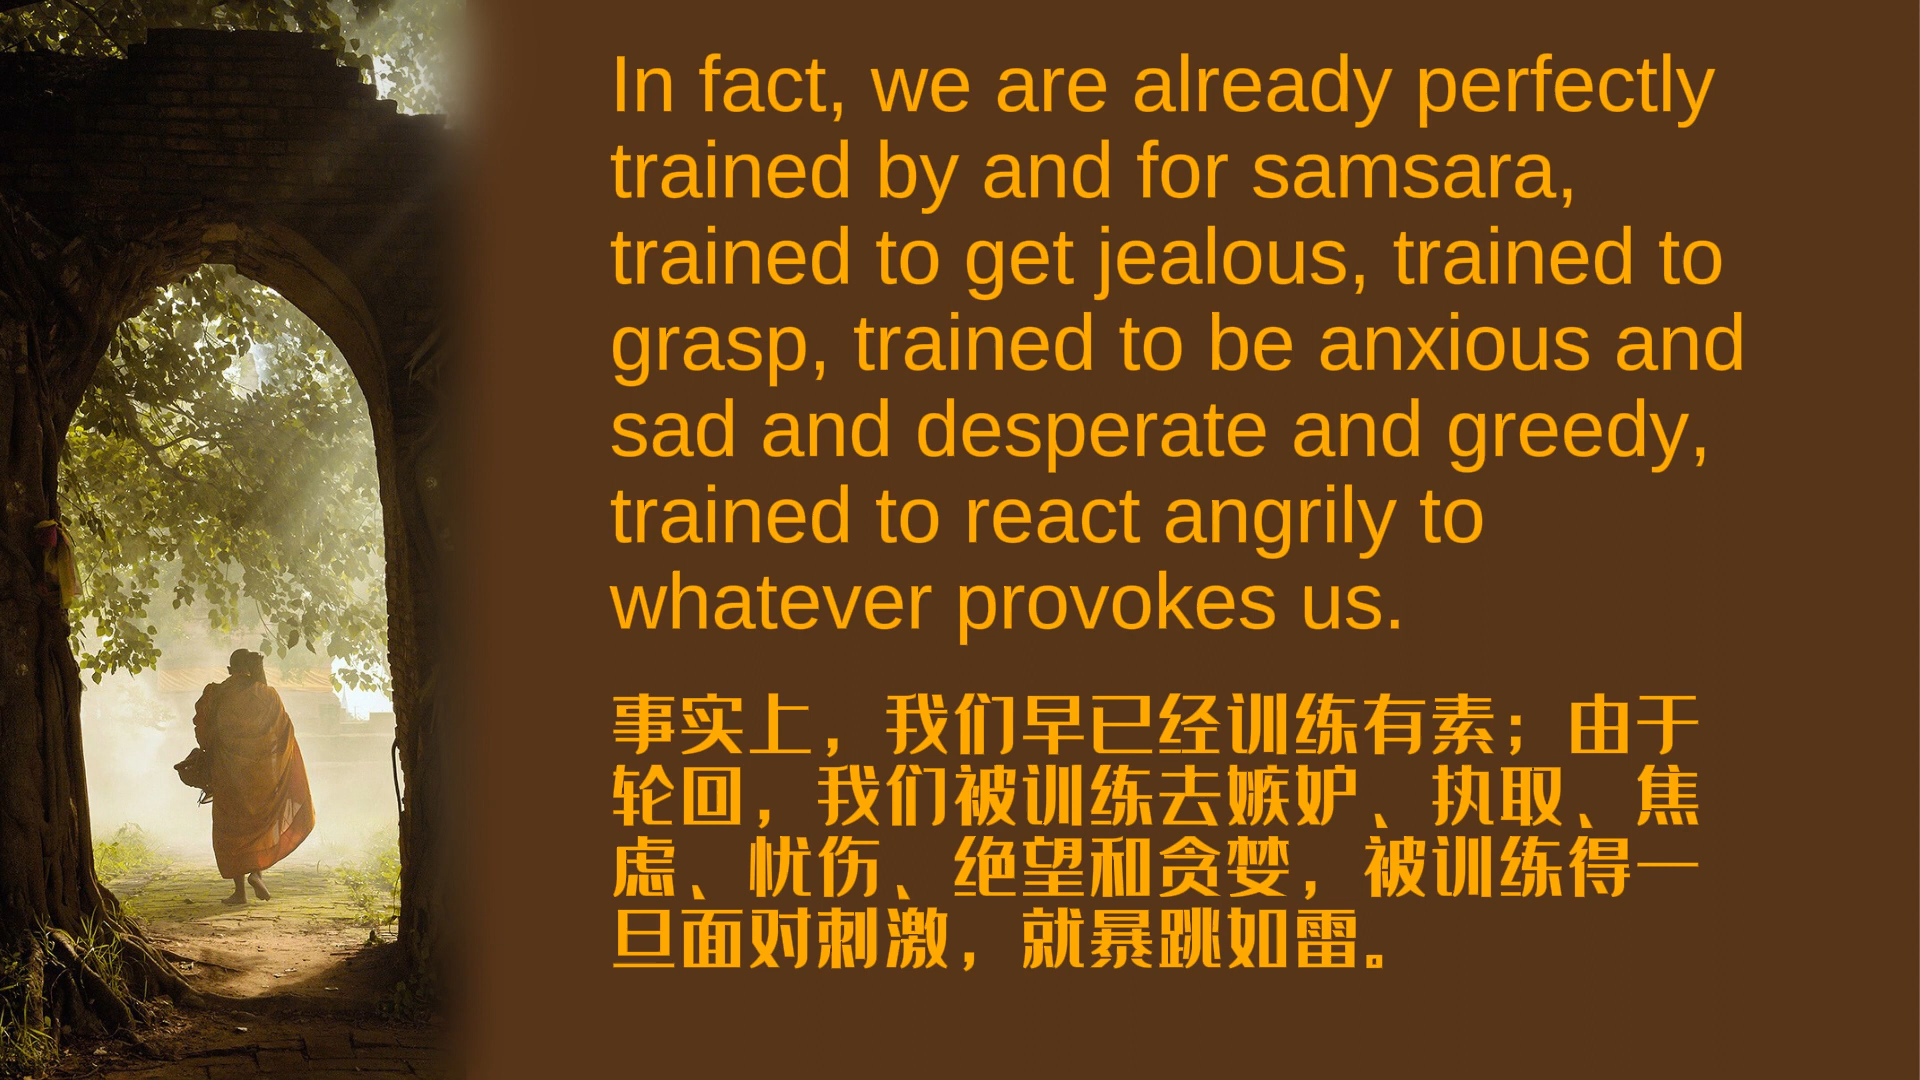 In fact, we are already perfectly
trained by and for samsara,
trained to get jealous, trained to
grasp, trained to be anxious and
sad and desperate and greedy,
trained to react angrily to
whatever provokes us.
事实上，我们早已经训练有素；由于
轮回，我们被训练去嫉妒、执取、焦
虑、忧伤、绝望和贪婪，被训练得一
旦面对刺激，就暴跳如雷。